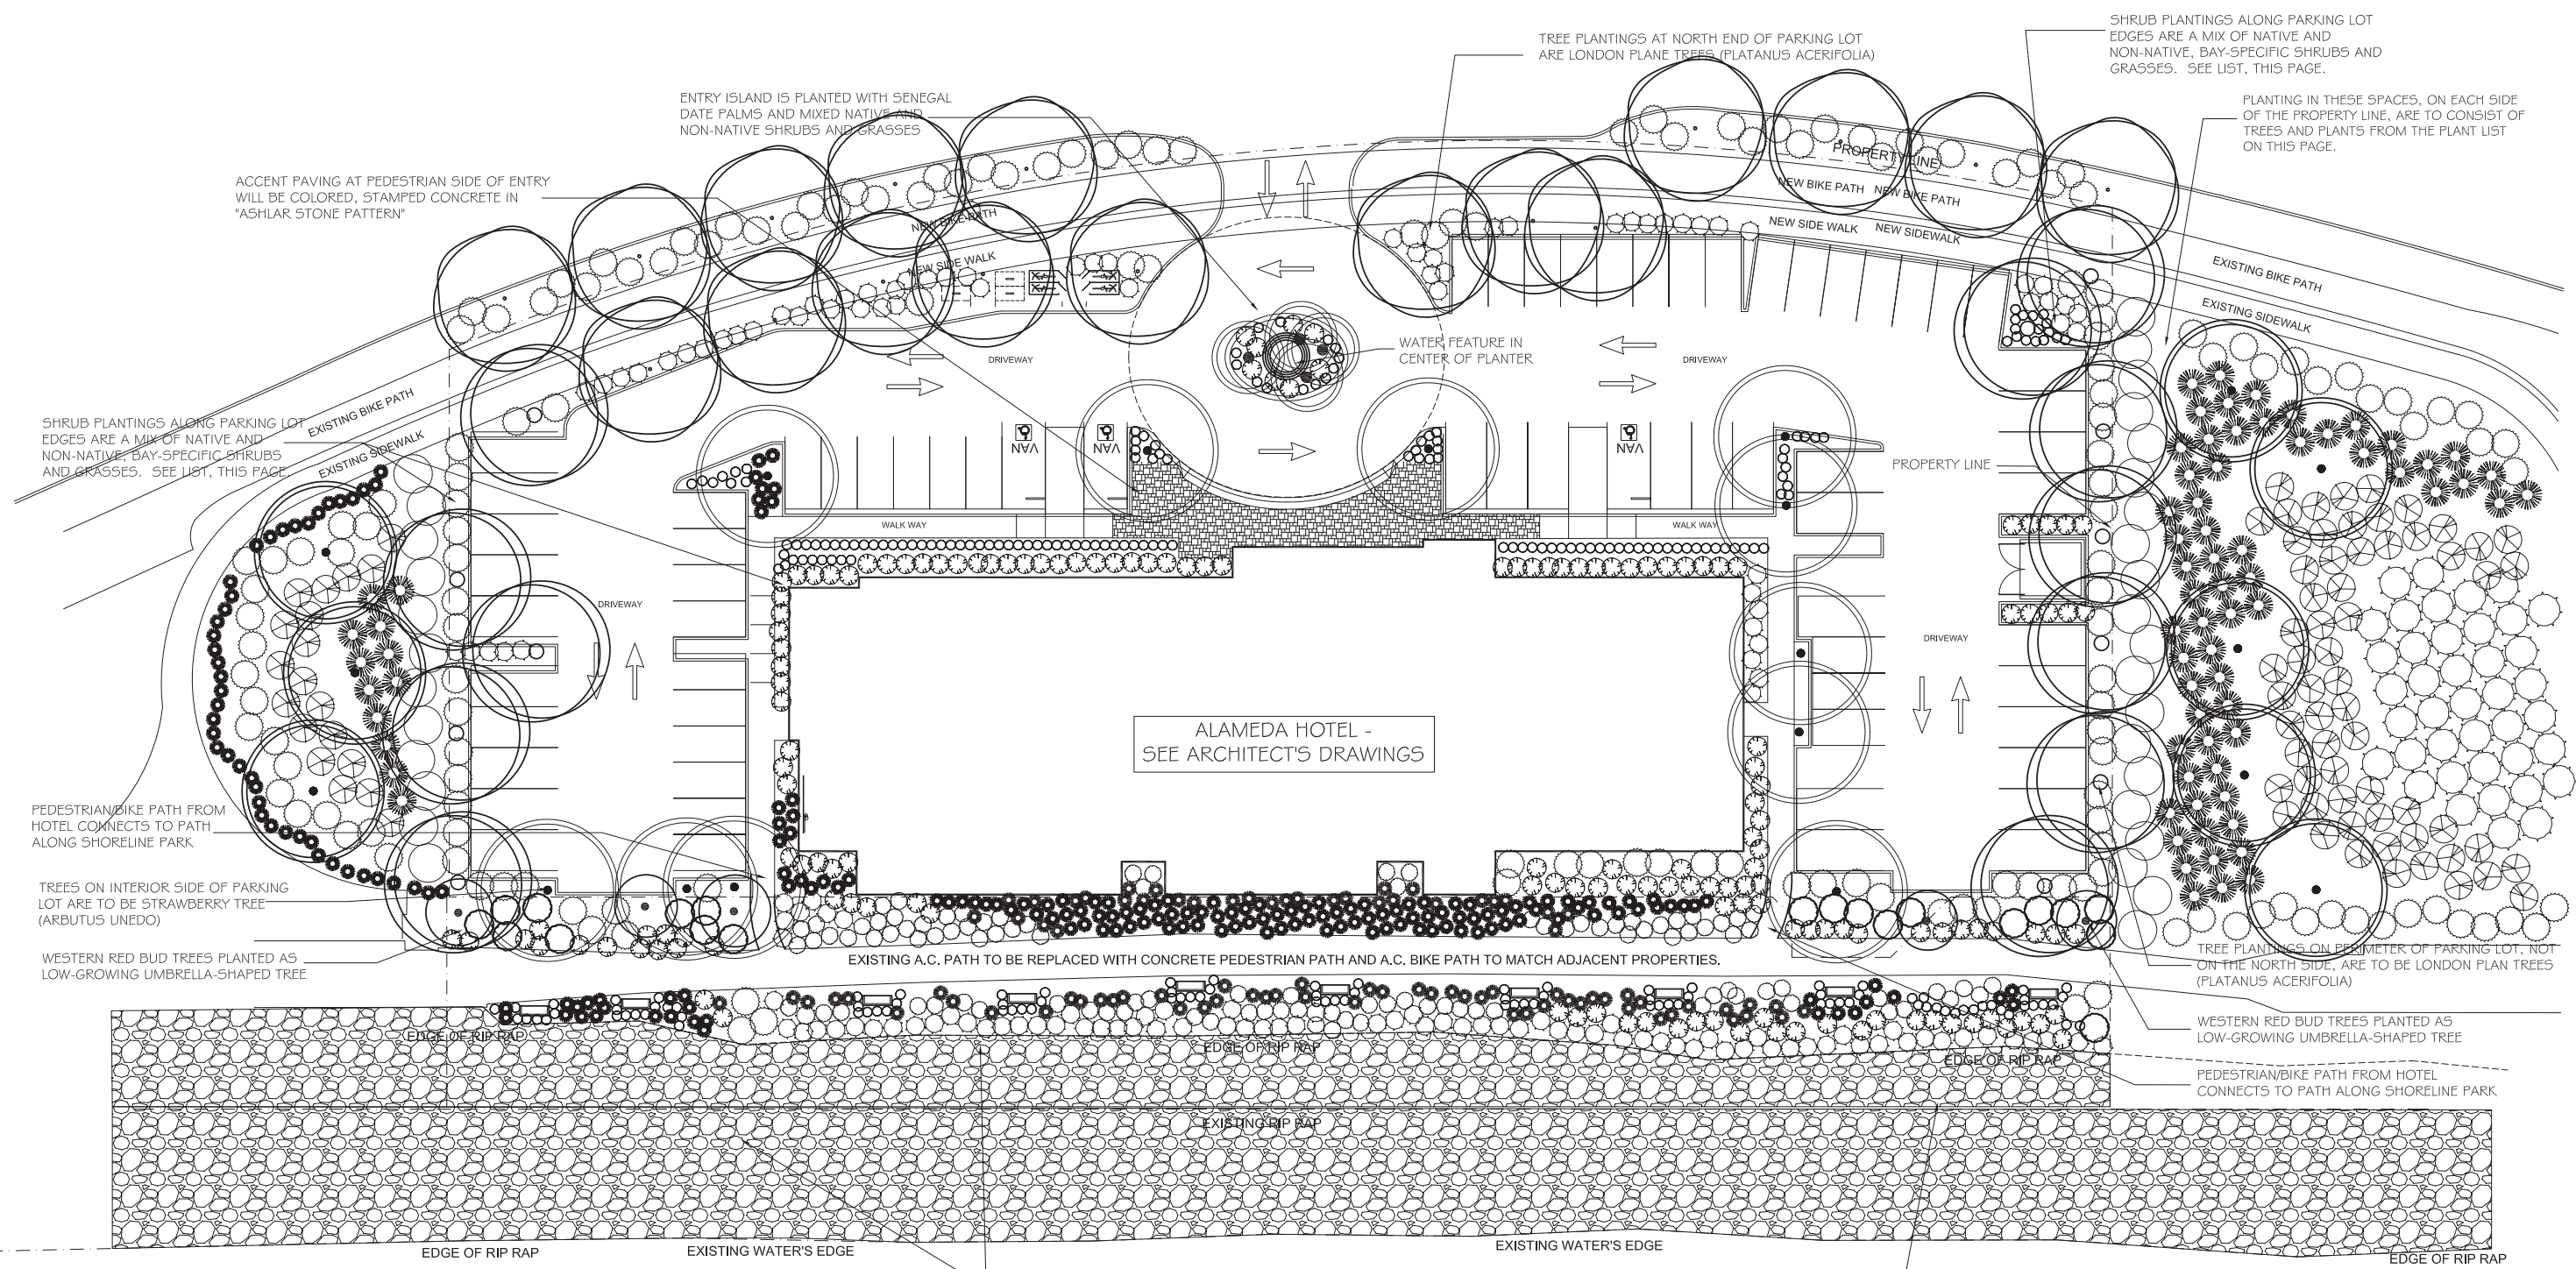 SHRUB PLANTINGS ALONG PARKING LOT
EDGES ARE A MIX OF NATIVE AND
NON-NATIVE, BAY-SPECIFIC SHRUBS AND
GRASSES. SEE LIST, THIS PAGE.
TREE PLANTINGS AT NORTH END OF PARKING LOT
ARE LONDON PLANE TREES (PLATANUS ACERIFOLIA)
ENTRY ISLAND IS PLANTED WITH SENEGAL
DATE PALMS AND MIXED NATIVE AND
NON-NATIVE SHRUBS AND GRASSES
PLANTING IN THESE SPACES, ON EACH SIDE
OF THE PROPERTY LINE, ARE TO CONSIST OF
TREES AND PLANTS FROM THE PLANT LIST
ON THIS PAGE.
ACCENT PAVING AT PEDESTRIAN SIDE OF ENTRY
WILL BE COLORED, STAMPED CONCRETE IN
"ASHLAR STONE PATTERN"
PROPERTY LINE
NEW BIKE PATH NEW BIKE PATH
NEW BIKE PATH
NEW SIDE WALK NEW SIDEWALK
NEW SIDE WALK
EXISTING BIKE PATH
EXISTING SIDEWALK
WATER FEATURE IN
CENTER OF PLANTER
DRIVEWAY
DRIVEWAY
EXISTING BIKE PATH
EXISTING SIDEWALK
SHRUB PLANTINGS ALONG PARKING LOT
EDGES ARE A MIX OF NATIVE AND
NON-NATIVE, BAY-SPECIFIC SHRUBS
AND GRASSES. SEE LIST, THIS PAGE.
VAN
VAN
VAN
PROPERTY LINE
WALK WAY
WALK WAY
DRIVEWAY
DRIVEWAY
ALAMEDA HOTEL -
SEE ARCHITECT'S DRAWINGS
PEDESTRIAN/BIKE PATH FROM
HOTEL CONNECTS TO PATH
ALONG SHORELINE PARK
TREES ON INTERIOR SIDE OF PARKING
LOT ARE TO BE STRAWBERRY TREE
(ARBUTUS UNEDO)
WESTERN RED BUD TREES PLANTED AS
LOW-GROWING UMBRELLA-SHAPED TREE
EXISTING A.C. PATH TO BE REPLACED WITH CONCRETE PEDESTRIAN PATH AND A.C. BIKE PATH TO MATCH ADJACENT PROPERTIES.
TREE PLANTINGS ON PERIMETER OF PARKING LOT, NOT
ON THE NORTH SIDE, ARE TO BE LONDON PLAN TREES
(PLATANUS ACERIFOLIA)
WESTERN RED BUD TREES PLANTED AS
LOW-GROWING UMBRELLA-SHAPED TREE
EDGE OF RIP RAP
EDGE OF RIP RAP
EDGE OF RIP RAP
PEDESTRIAN/BIKE PATH FROM HOTEL
CONNECTS TO PATH ALONG SHORELINE PARK
EXISTING RIP RAP
EDGE OF RIP RAP
EXISTING WATER'S EDGE
EXISTING WATER'S EDGE
EDGE OF RIP RAP